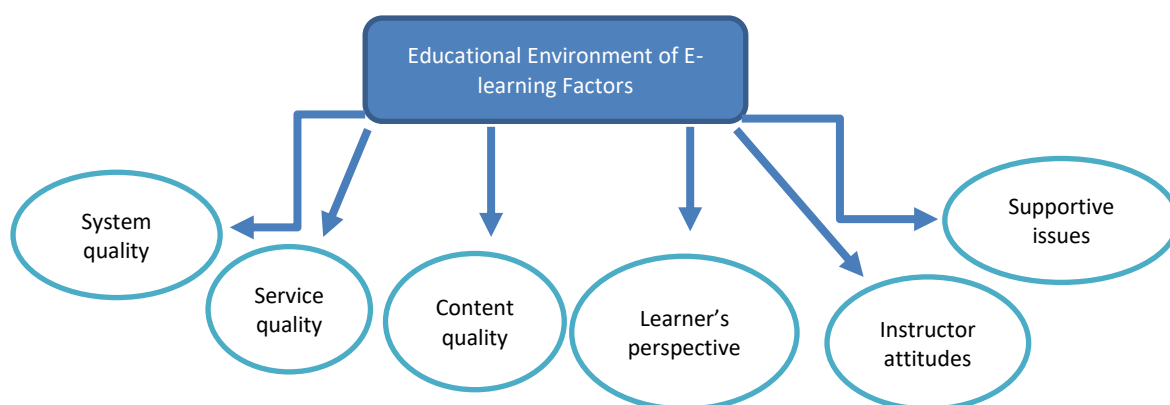 Educational Environment of E-
learning Factors
System
quality
Service
quality
Content
quality
Learner’s
perspective
Instructor
attitudes
Supportive
issues